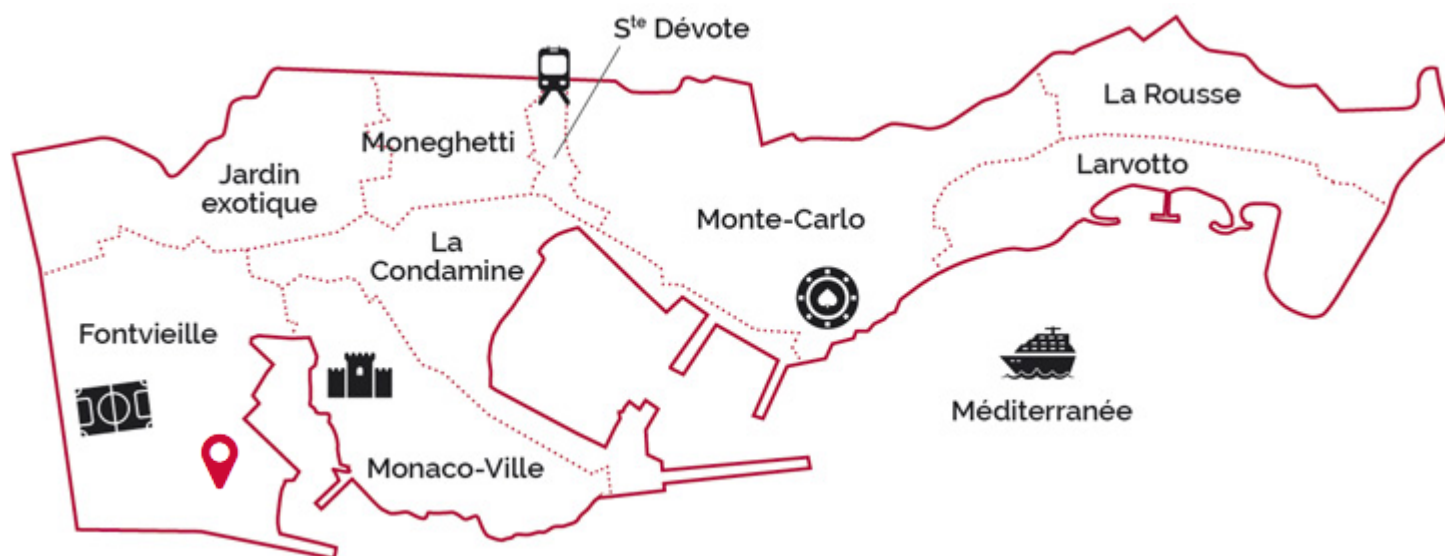 Sᵗᵉ Dévote
La Rousse
Moneghetti
Larvotto
Jardin
exotique
Monte-Carlo
La
Condamine
Fontvieille
Méditerranée
Monaco-Ville